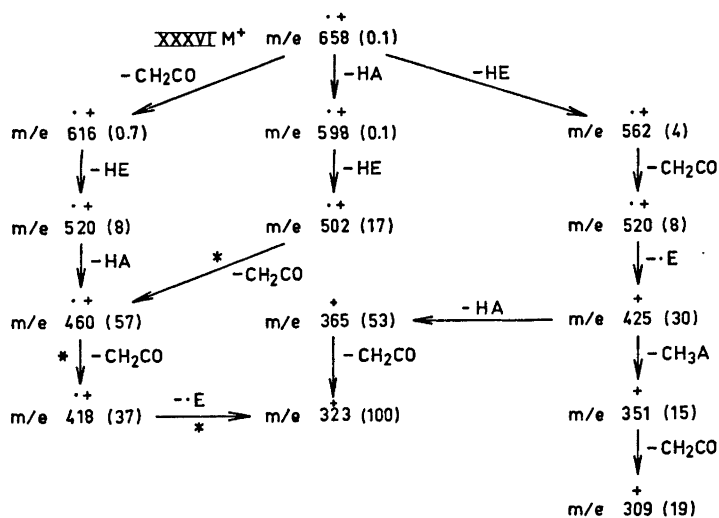 XXXVI M⁺ m/e 658 (0.1)
-CH₂CO -HA -HE
m/e 616 (0.7) m/e 598 (0.1) m/e 562 (4)
-HE -HE -CH₂CO
m/e 520 (8) m/e 502 (17) m/e 520 (8)
-HA * -CH₂CO -·E
m/e 460 (57) m/e 365 (53) -HA m/e 425 (30)
* -CH₂CO -CH₂CO -CH₃A
m/e 418 (37) -·E * m/e 323 (100) m/e 351 (15)
-CH₂CO
m/e 309 (19)